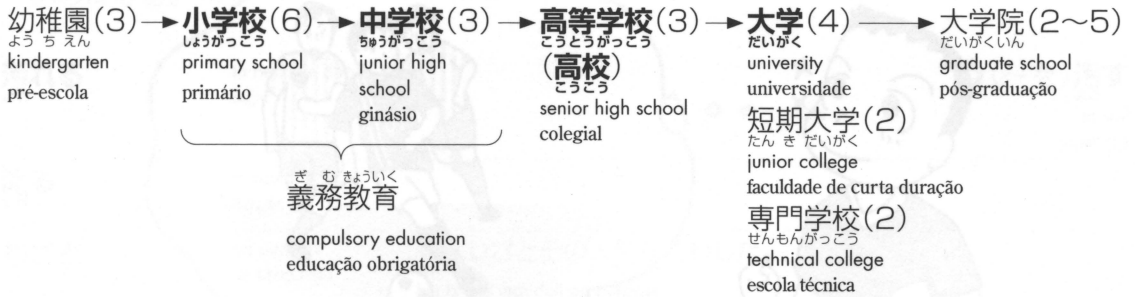 幼稚園(3)
よう ち えん
kindergarten
pré-escola
小学校(6)
しょうがっこう
primary school
primário
中学校(3)
ちゅうがっこう
junior high
school
ginásio
義務教育
ぎ む きょういく
compulsory education
educação obrigatória
高等学校(3)
こうとうがっこう
(高校)
こうこう
senior high school
colegial
大学(4)
だいがく
university
universidade
短期大学(2)
たん き だいがく
junior college
faculdade de curta duração
専門学校(2)
せんもんがっこう
technical college
escola técnica
大学院(2〜5)
だいがくいん
graduate school
pós-graduação